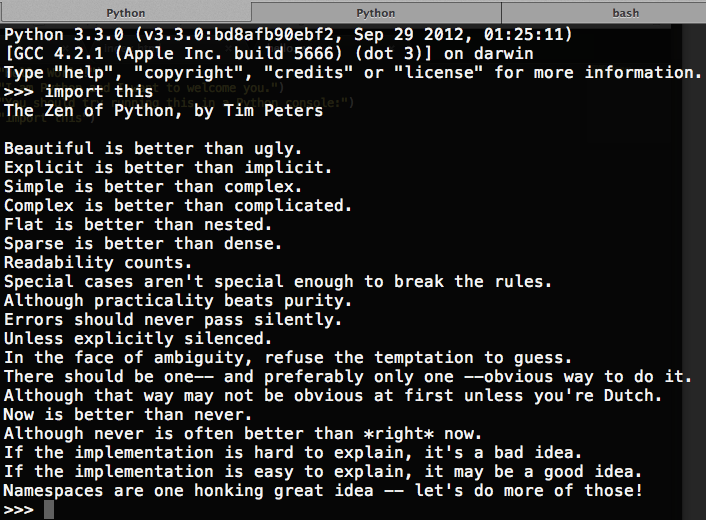 Python Python bash
Python 3.3.0 (v3.3.0:bd8afb90ebf2, Sep 29 2012, 01:25:11)
[GCC 4.2.1 (Apple Inc. build 5666) (dot 3)] on darwin
Type "help", "copyright", "credits" or "license" for more information.
>>> import this
The Zen of Python, by Tim Peters

Beautiful is better than ugly.
Explicit is better than implicit.
Simple is better than complex.
Complex is better than complicated.
Flat is better than nested.
Sparse is better than dense.
Readability counts.
Special cases aren't special enough to break the rules.
Although practicality beats purity.
Errors should never pass silently.
Unless explicitly silenced.
In the face of ambiguity, refuse the temptation to guess.
There should be one-- and preferably only one --obvious way to do it.
Although that way may not be obvious at first unless you're Dutch.
Now is better than never.
Although never is often better than *right* now.
If the implementation is hard to explain, it's a bad idea.
If the implementation is easy to explain, it may be a good idea.
Namespaces are one honking great idea -- let's do more of those!
>>>